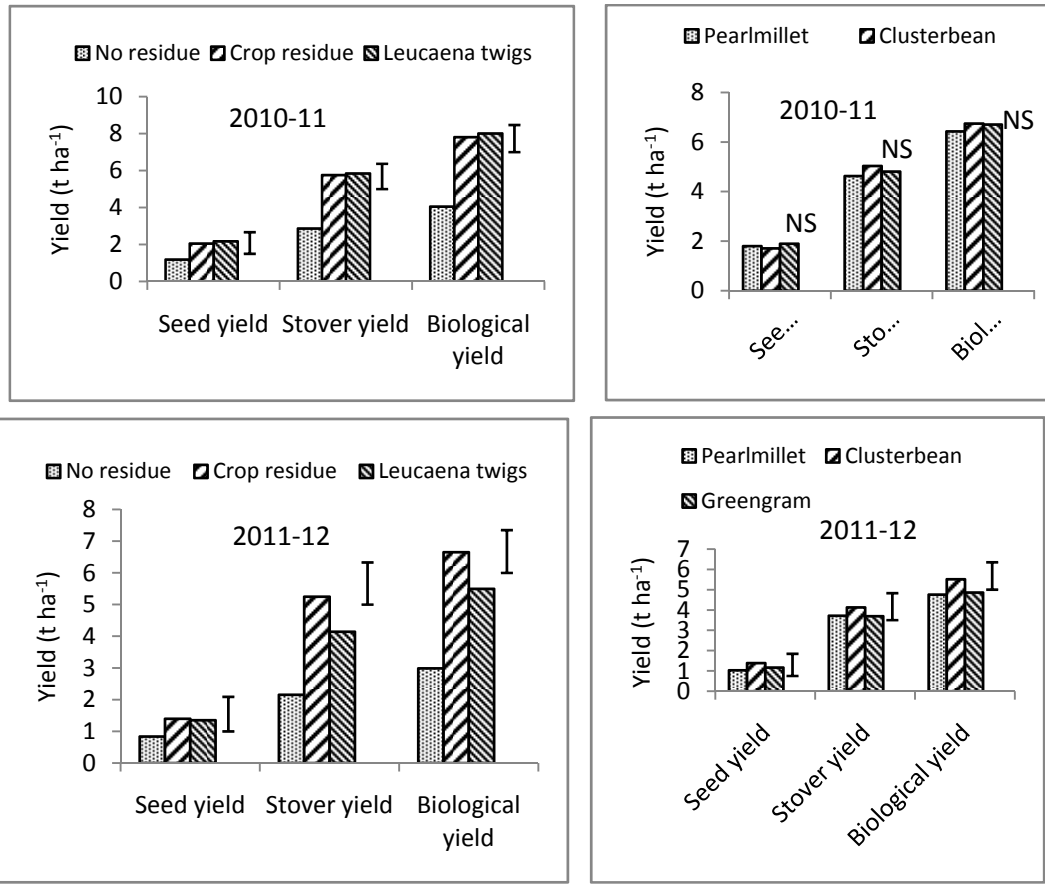 No residue Crop residue Leucaena twigs
2010-11
Yield (t ha⁻¹)
10
8
6
4
2
0
Seed yield Stover yield Biological yield
Pearlmillet Clusterbean
2010-11
Yield (t ha⁻¹)
8
6
4
2
0
NS
NS
NS
See...
Sto...
Biol...
No residue Crop residue Leucaena twigs
2011-12
Yield (t ha⁻¹)
7
6
5
4
3
2
1
0
Seed yield Stover yield Biological
yield
Pearlmillet Clusterbean
Greengram
2011-12
Yield (t ha⁻¹)
7
6
5
4
3
2
1
0
Seed yield
Stover yield
Biological yield